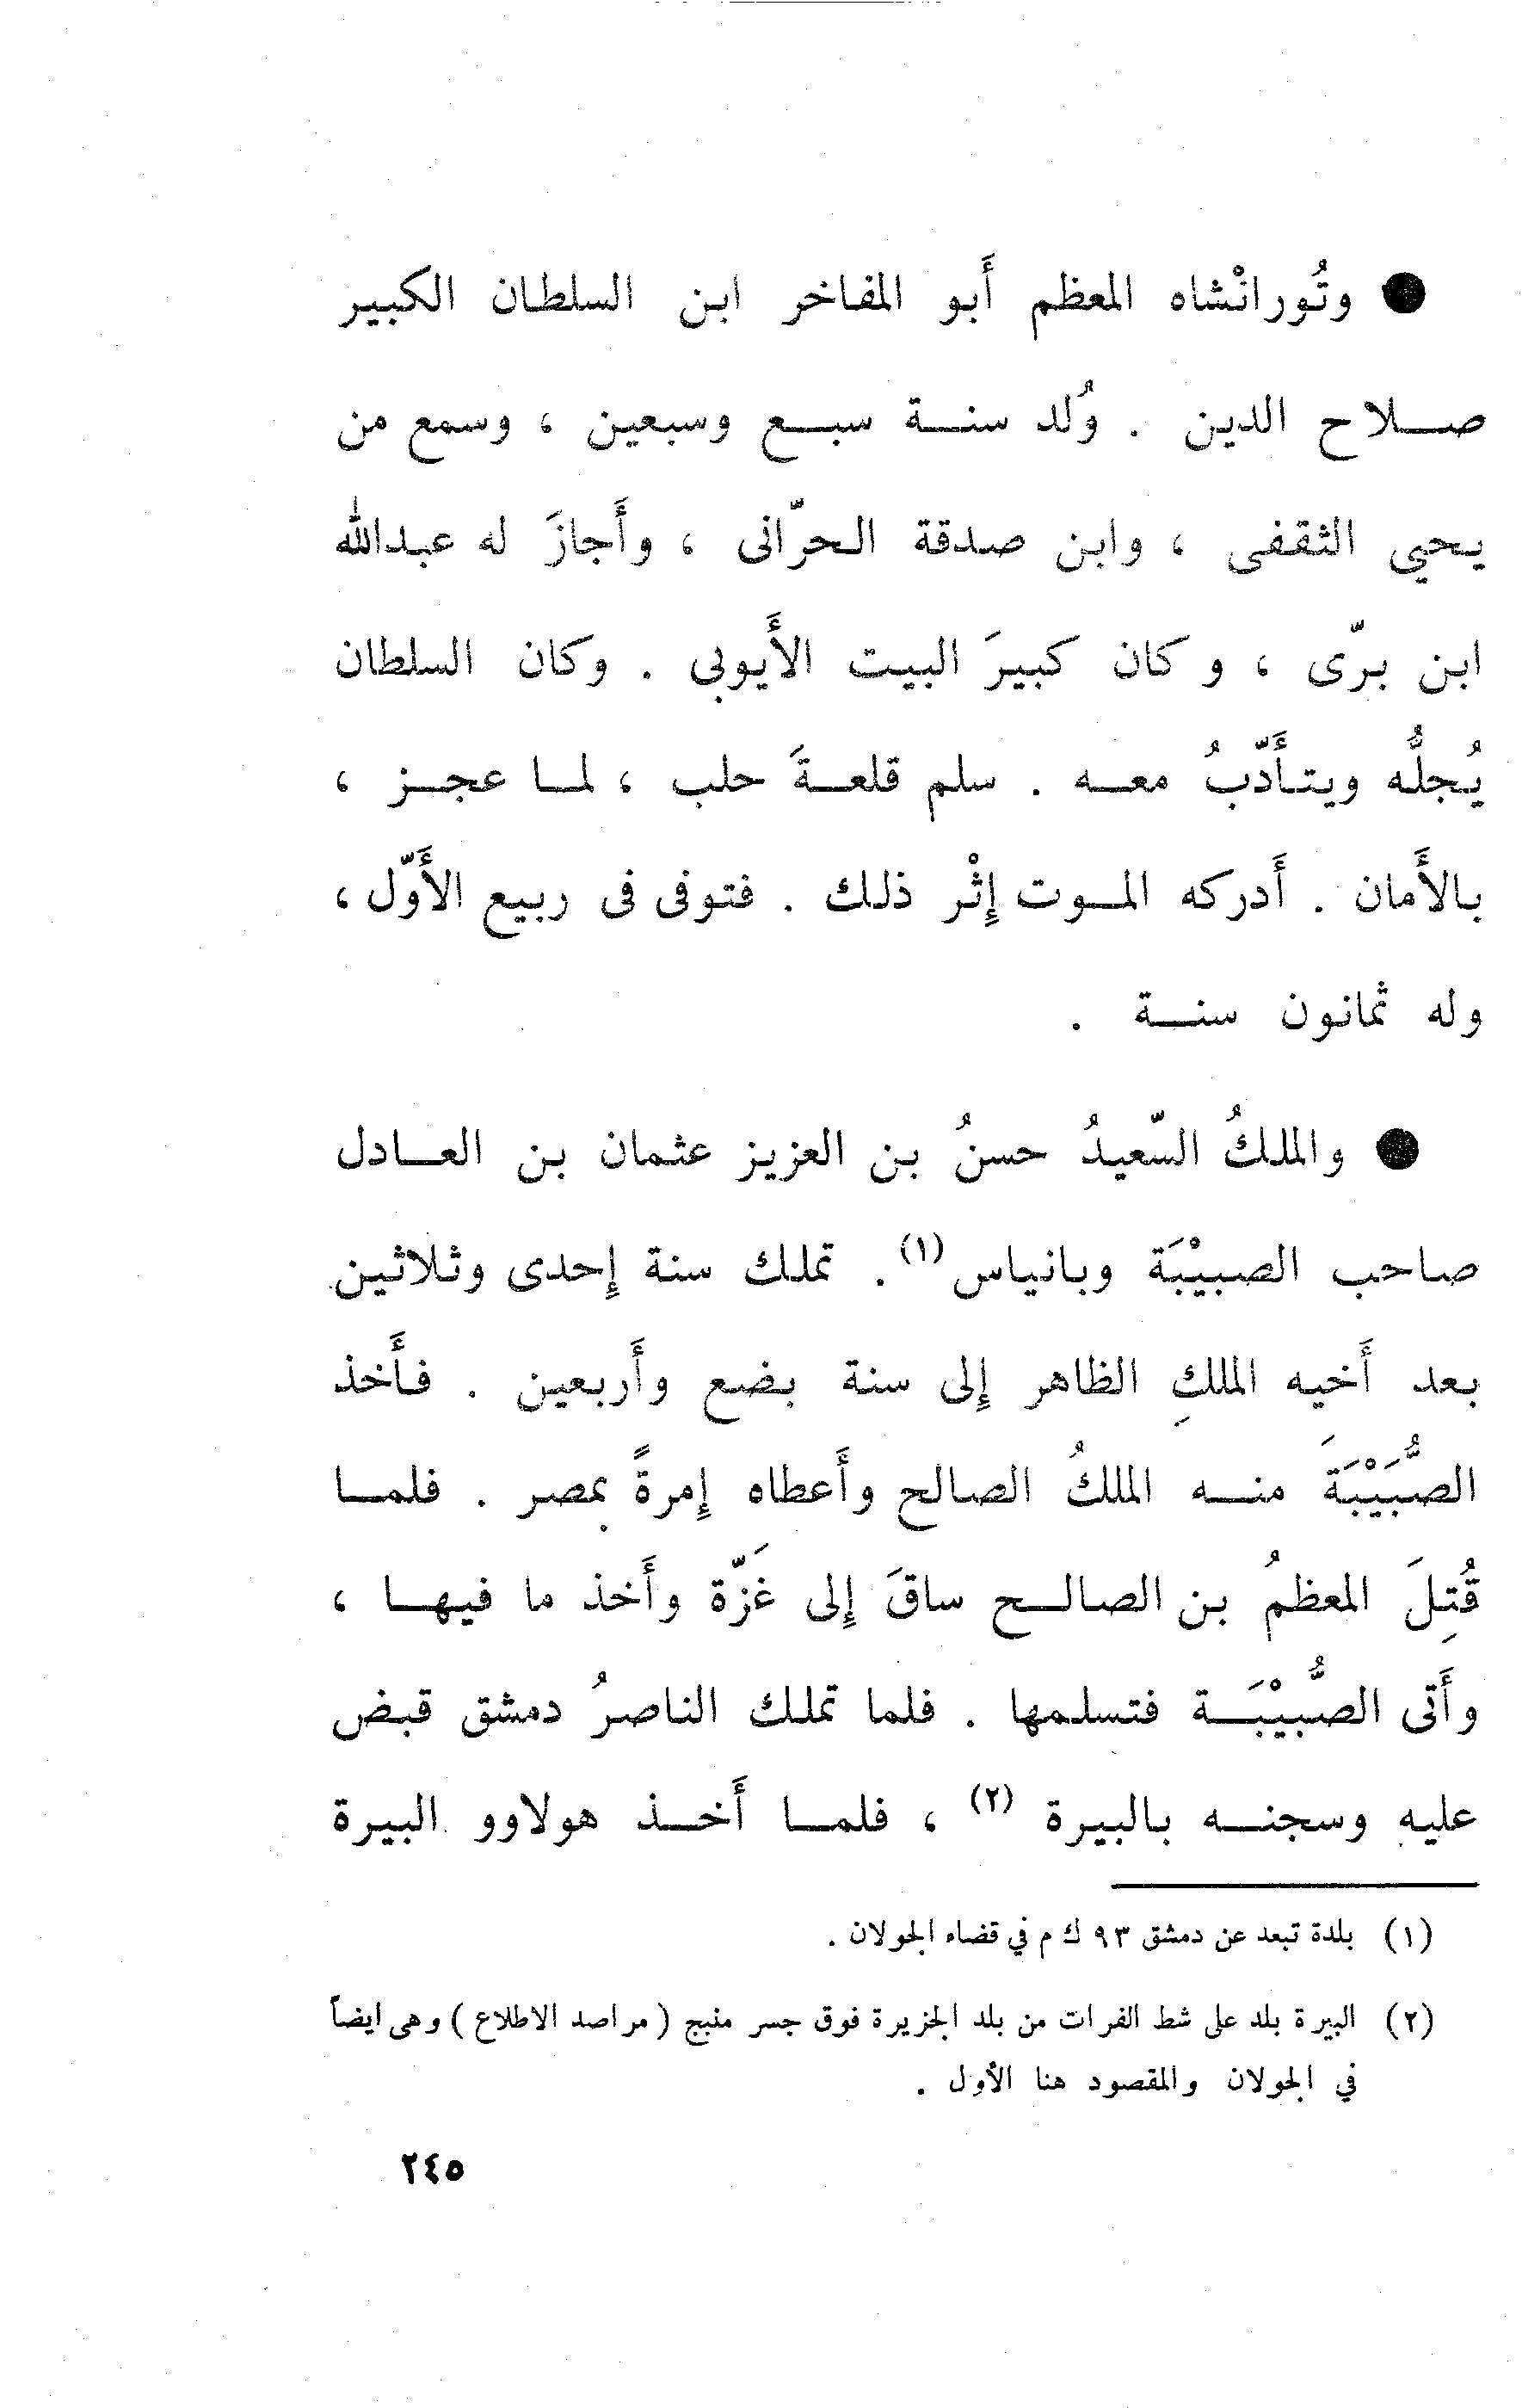 ● وتُورانْشاه المعظم أَبو المفاخر ابن السلطان الكبير
صلاح الدين . وُلد سنة سبع وسبعين ، وسمع من
يحيي الثقفى ، وابن صدقة الحرّانى ، وأَجازَ له عبدالله
ابن برّى ، وكان كبيرَ البيت الأَيوبى . وكان السلطان
يُجلُّه ويتأَدّبُ معه . سلم قلعةَ حلب ، لما عجز ،
بالأَمان . أَدركه الموت إِثْر ذلك . فتوفى فى ربيع الأَوّل ،
وله ثمانون سنة .
● والملكُ السّعيدُ حسنُ بن العزيز عثمان بن العادل
صاحب الصبيْبَة وبانياس (١) . تملك سنة إِحدى وثلاثين
بعد أَخيه الملكِ الظاهر إِلى سنة بضع وأَربعين . فأَخذ
الصُّبَيْبَةَ منه الملكُ الصالح وأَعطاه إِمرةً بمصر . فلما
قُتِلَ المعظمُ بن الصالح ساقَ إِلى غَزّة وأَخذ ما فيها ،
وأَتى الصُّبيْبَة فتسلمها . فلما تملك الناصرُ دمشق قبض
عليه وسجنه بالبيرة (٢) ، فلما أَخذ هولاوو البيرة
(١) بلدة تبعد عن دمشق ٩٣ ك م في قضاء الجولان .
(٢) البيرة بلد على شط الفرات من بلد الجزيرة فوق جسر منبج ( مراصد الاطلاع ) وهى ايضاً
في الجولان والمقصود هنا الأول .
٢٤٥